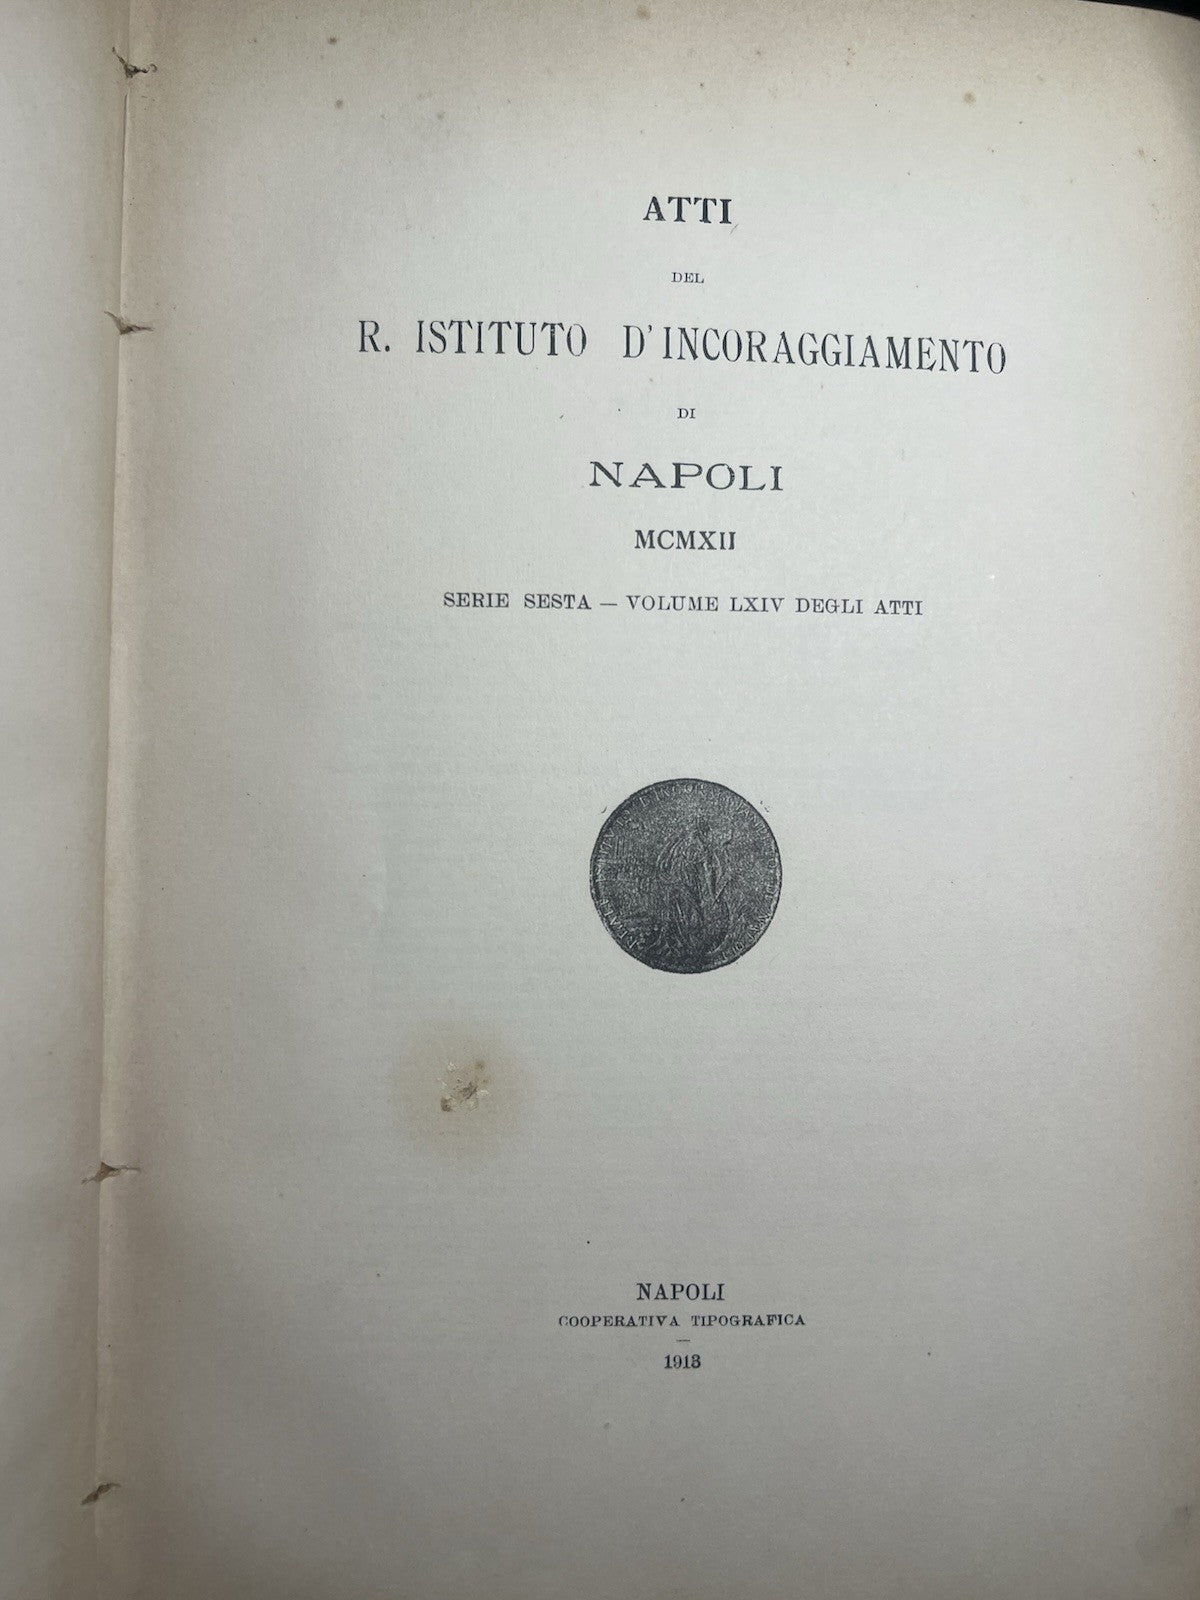 ATTI
DEL
R. ISTITUTO D'INCORAGGIAMENTO
DI
NAPOLI
MCMXII
SERIE SESTA — VOLUME LXIV DEGLI ATTI
NAPOLI
COOPERATIVA TIPOGRAFICA
1913